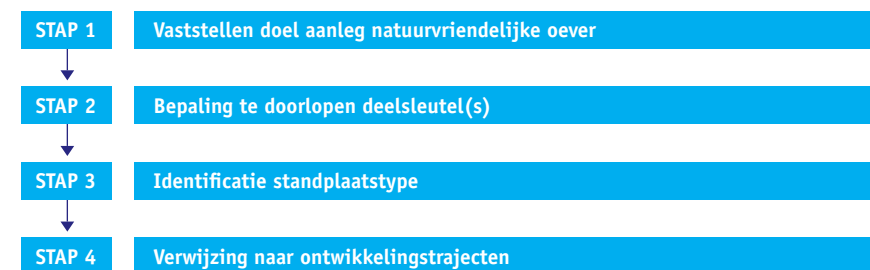 STAP 1 Vaststellen doel aanleg natuurvriendelijke oever
STAP 2 Bepaling te doorlopen deelsleutel(s)
STAP 3 Identificatie standplaatstype
STAP 4 Verwijzing naar ontwikkelingstrajecten